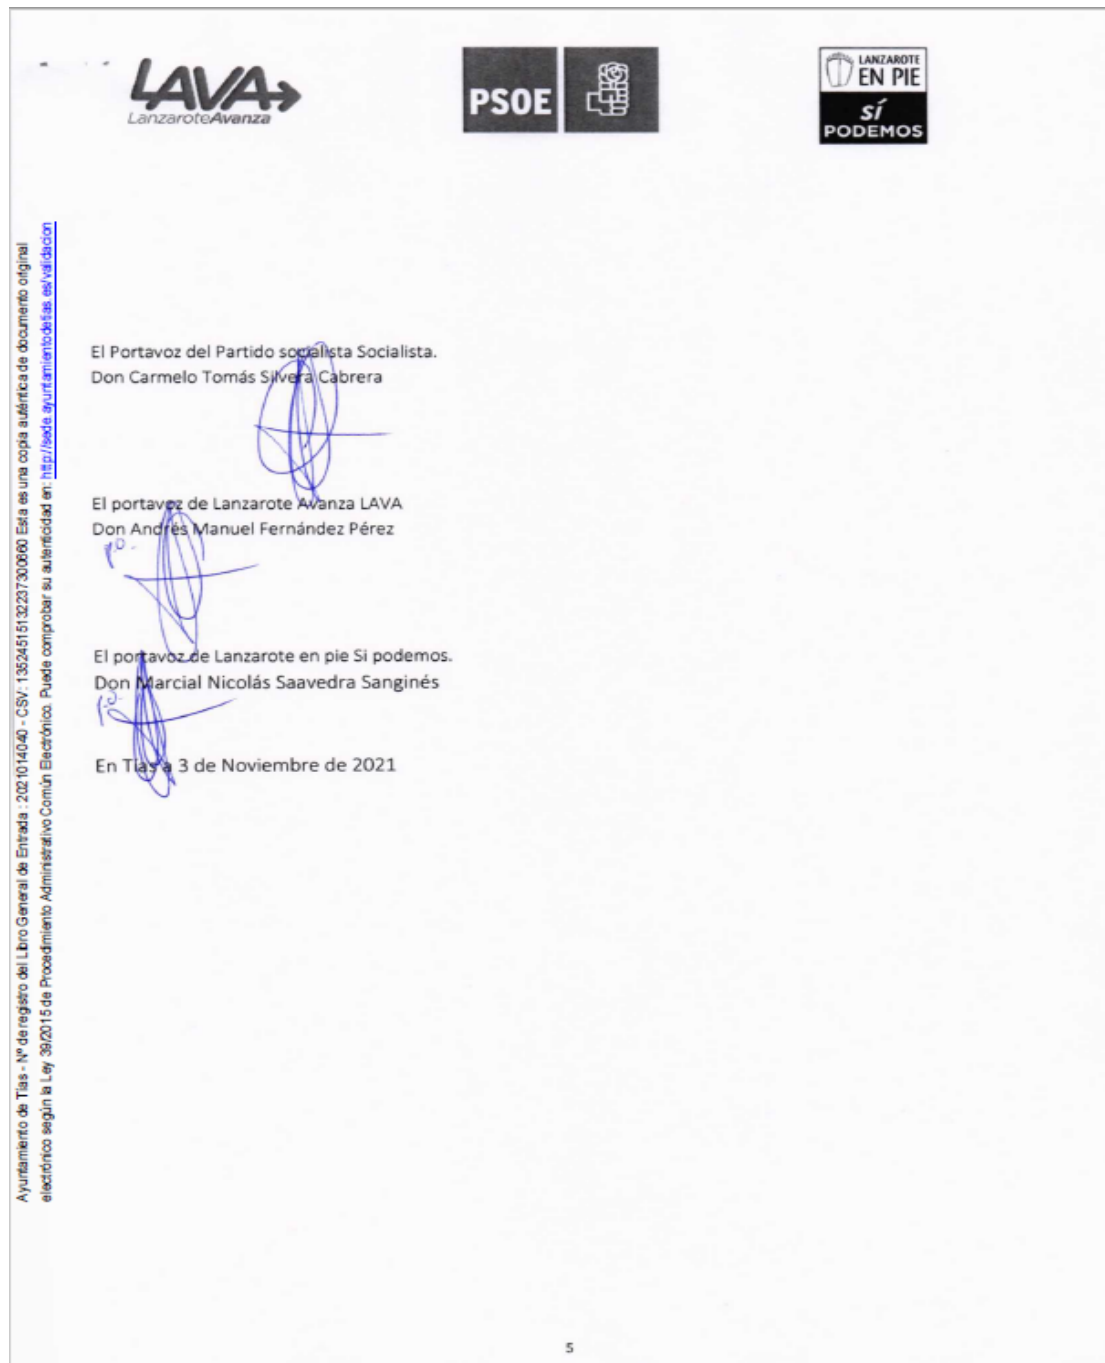 LAVA
LanzaroteAvanza
PSOE
LANZAROTE
EN PIE
SÍ
PODEMOS
El Portavoz del Partido socialista Socialista.
Don Carmelo Tomás Silvera Cabrera
El portavoz de Lanzarote Avanza LAVA
Don Andrés Manuel Fernández Pérez
P.O.
El portavoz de Lanzarote en pie Si podemos.
Don Marcial Nicolás Saavedra Sanginés
P.O.
En Tías a 3 de Noviembre de 2021
Ayuntamiento de Tías - Nº de registro del Libro General de Entrada : 2021014040 - CSV: 13524515132237300660 Esta es una copia auténtica de documento original
electrónico según la Ley 39/2015 de Procedimiento Administrativo Común Electrónico. Puede comprobar su autenticidad en: http://sede.ayuntamientodetias.es/validacion
5